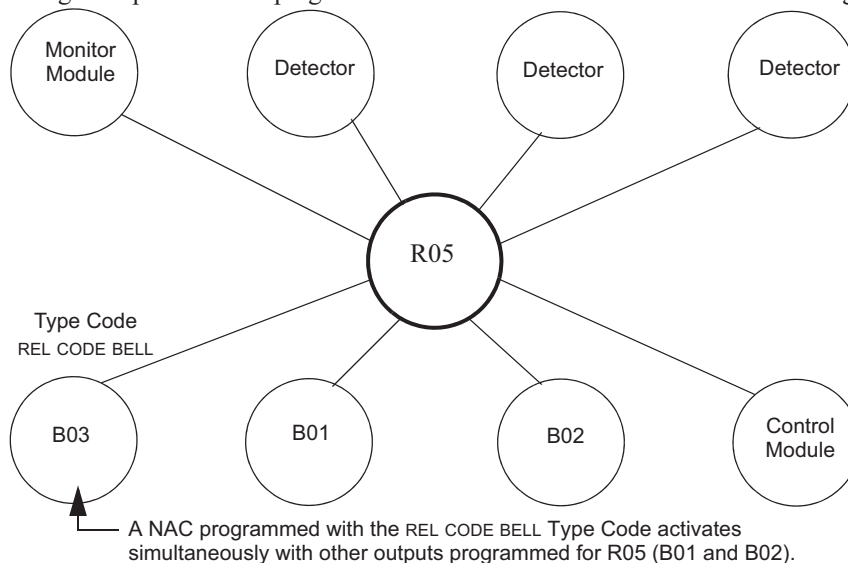 Monitor
Module
Detector
Detector
Detector
R05
Type Code
REL CODE BELL
B03
B01
B02
Control
Module
A NAC programmed with the REL CODE BELL Type Code activates
simultaneously with other outputs programmed for R05 (B01 and B02).